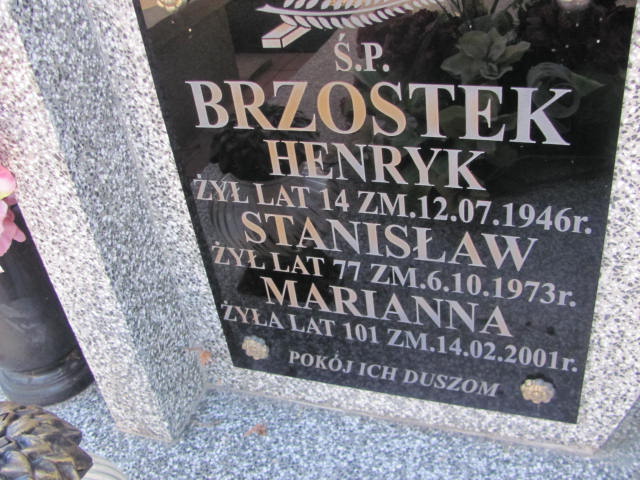 Ś.P.
BRZOSTEK
HENRYK
ŻYŁ LAT 14 ZM.12.07.1946r.
STANISŁAW
ŻYŁ LAT 77 ZM.6.10.1973r.
MARIANNA
ŻYŁA LAT 101 ZM.14.02.2001r.
POKÓJ ICH DUSZOM